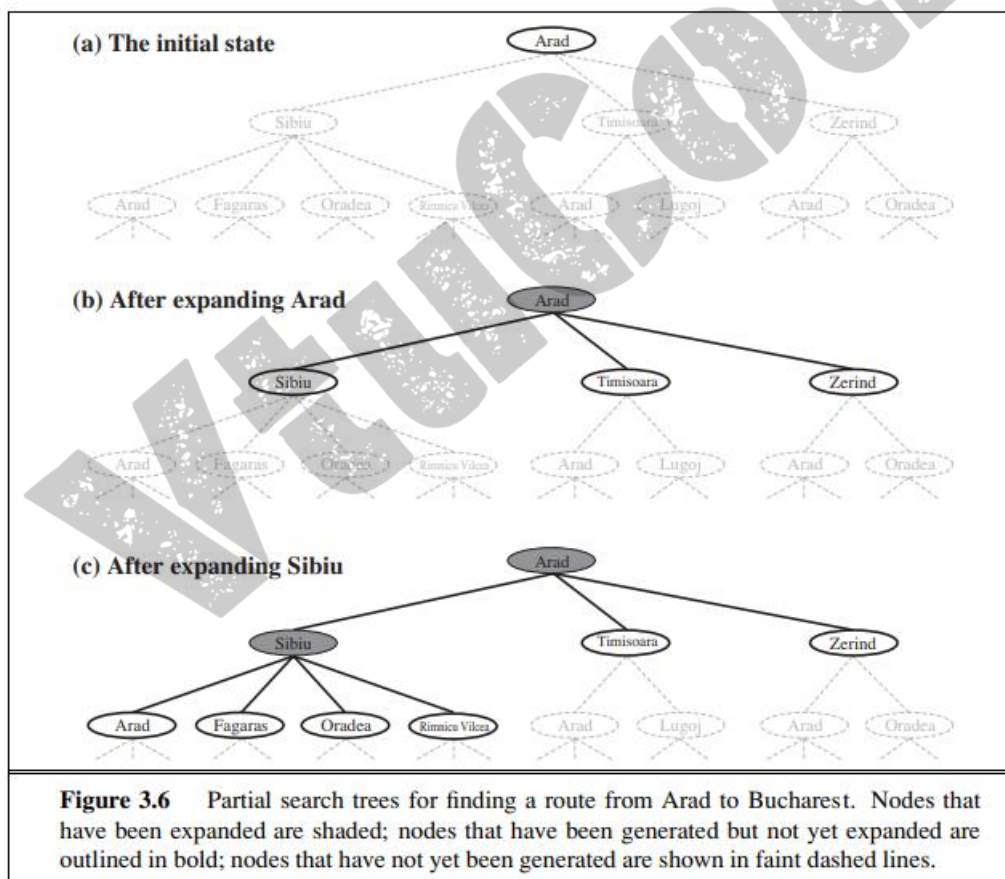 (a) The initial state
Arad
Sibiu Timisoara Zerind
Arad Fagaras Oradea Rimnicu Vilcea Arad Lugoj Arad Oradea
(b) After expanding Arad
Arad
Sibiu Timisoara Zerind
Arad Fagaras Oradea Rimnicu Vilcea Arad Lugoj Arad Oradea
(c) After expanding Sibiu
Arad
Sibiu Timisoara Zerind
Arad Fagaras Oradea Rimnicu Vilcea Arad Lugoj Arad Oradea
Figure 3.6 Partial search trees for finding a route from Arad to Bucharest. Nodes that
have been expanded are shaded; nodes that have been generated but not yet expanded are
outlined in bold; nodes that have not yet been generated are shown in faint dashed lines.